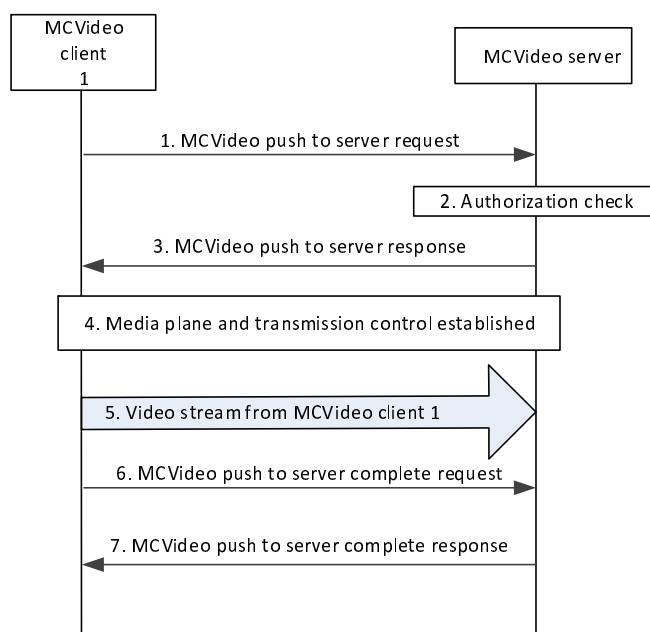 MCVideo
client
1
MCVideo server
1. MCVideo push to server request
2. Authorization check
3. MCVideo push to server response
4. Media plane and transmission control established
5. Video stream from MCVideo client 1
6. MCVideo push to server complete request
7. MCVideo push to server complete response